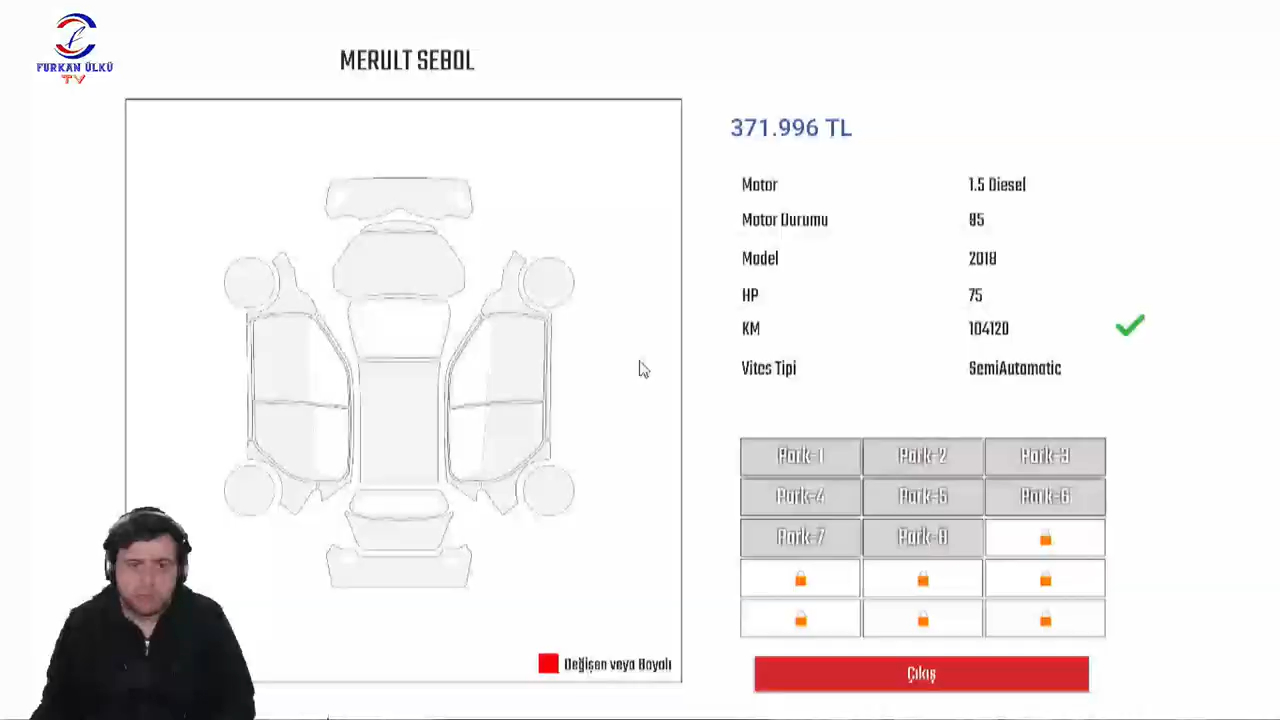 FURKAN ÜLKÜ
TV
MERULT SEBOL
371.996 TL
Motor 1.5 Diesel
Motor Durumu 95
Model 2018
HP 75
KM 104120
Vites Tipi SemiAutomatic
Park-1 Park-2 Park-3
Park-4 Park-5 Park-6
Park-7 Park-8
Değişen veya Boyalı
Çıkış